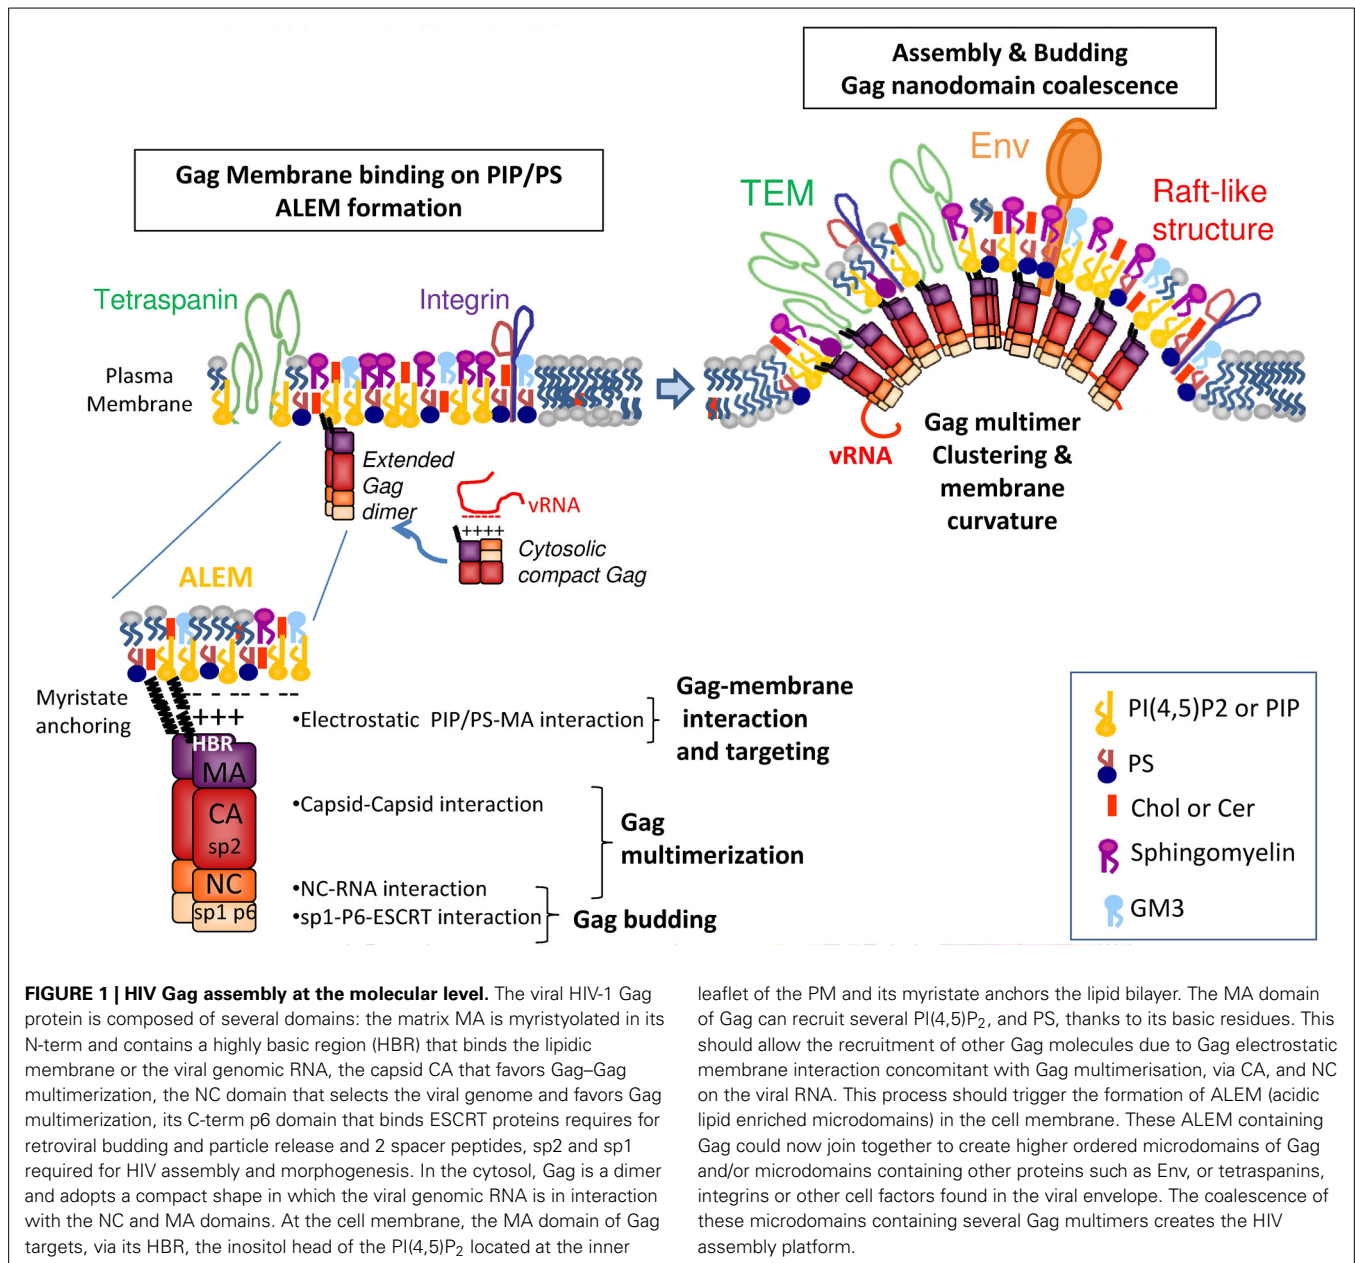 Assembly & Budding
Gag nanodomain coalescence
Gag Membrane binding on PIP/PS
ALEM formation
Env
TEM
Raft-like
structure
Tetraspanin
Integrin
Plasma
Membrane
Extended
Gag
dimer
vRNA
++++
Cytosolic
compact Gag
vRNA
Gag multimer
Clustering &
membrane
curvature
ALEM
Myristate
anchoring
-- - -- - --
+++
HBR
MA
CA
sp2
NC
sp1 p6
•Electrostatic PIP/PS-MA interaction
Gag-membrane
interaction
and targeting
•Capsid-Capsid interaction
Gag
multimerization
•NC-RNA interaction
•sp1-P6-ESCRT interaction
Gag budding
PI(4,5)P2 or PIP
PS
Chol or Cer
Sphingomyelin
GM3
FIGURE 1 | HIV Gag assembly at the molecular level. The viral HIV-1 Gag
protein is composed of several domains: the matrix MA is myristyolated in its
N-term and contains a highly basic region (HBR) that binds the lipidic
membrane or the viral genomic RNA, the capsid CA that favors Gag–Gag
multimerization, the NC domain that selects the viral genome and favors Gag
multimerization, its C-term p6 domain that binds ESCRT proteins requires for
retroviral budding and particle release and 2 spacer peptides, sp2 and sp1
required for HIV assembly and morphogenesis. In the cytosol, Gag is a dimer
and adopts a compact shape in which the viral genomic RNA is in interaction
with the NC and MA domains. At the cell membrane, the MA domain of Gag
targets, via its HBR, the inositol head of the PI(4,5)P₂ located at the inner
leaflet of the PM and its myristate anchors the lipid bilayer. The MA domain
of Gag can recruit several PI(4,5)P₂, and PS, thanks to its basic residues. This
should allow the recruitment of other Gag molecules due to Gag electrostatic
membrane interaction concomitant with Gag multimerisation, via CA, and NC
on the viral RNA. This process should trigger the formation of ALEM (acidic
lipid enriched microdomains) in the cell membrane. These ALEM containing
Gag could now join together to create higher ordered microdomains of Gag
and/or microdomains containing other proteins such as Env, or tetraspanins,
integrins or other cell factors found in the viral envelope. The coalescence of
these microdomains containing several Gag multimers creates the HIV
assembly platform.